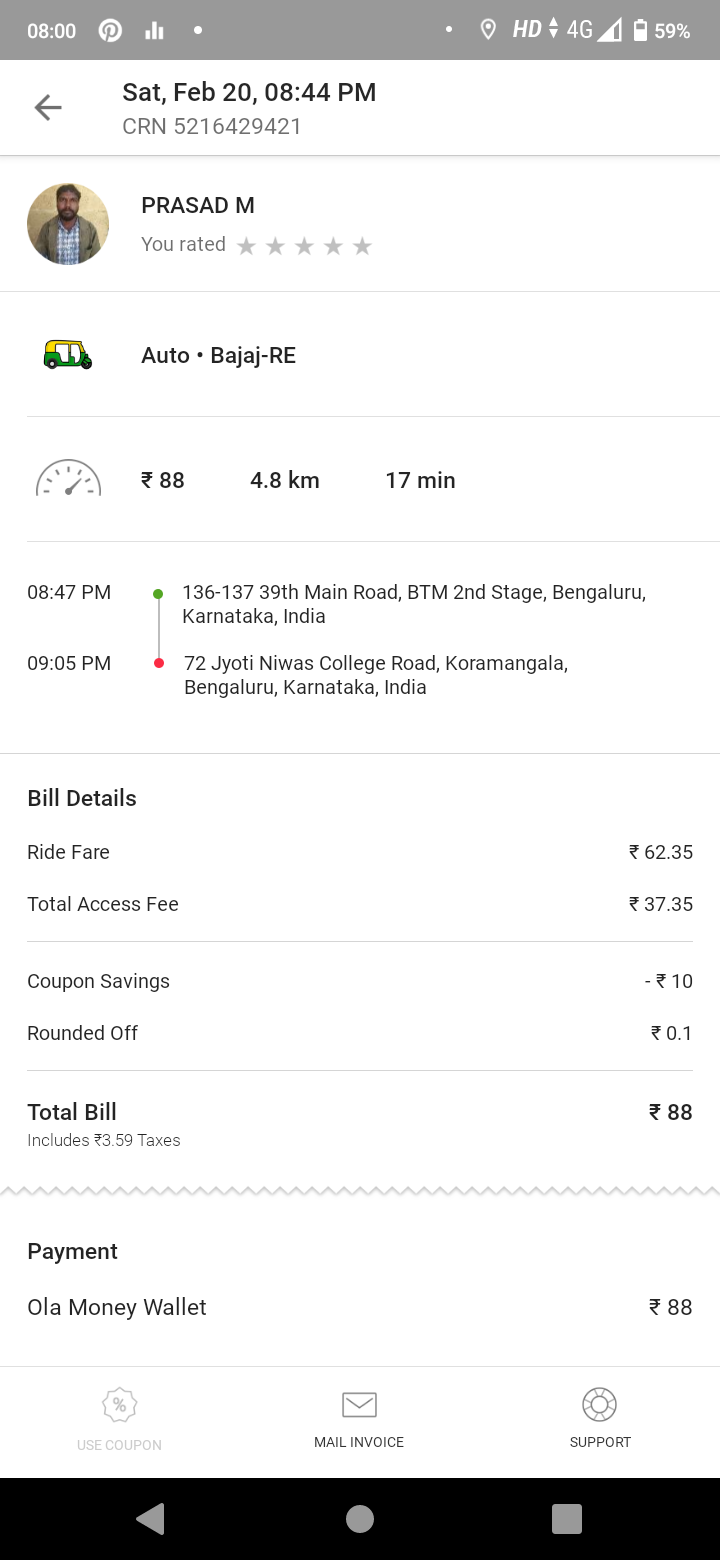 08:00
HD 4G 59%
Sat, Feb 20, 08:44 PM
CRN 5216429421
PRASAD M
You rated
Auto • Bajaj-RE
₹ 88 4.8 km 17 min
08:47 PM 136-137 39th Main Road, BTM 2nd Stage, Bengaluru,
Karnataka, India
09:05 PM 72 Jyoti Niwas College Road, Koramangala,
Bengaluru, Karnataka, India
Bill Details
Ride Fare ₹ 62.35
Total Access Fee ₹ 37.35
Coupon Savings - ₹ 10
Rounded Off ₹ 0.1
Total Bill ₹ 88
Includes ₹3.59 Taxes
Payment
Ola Money Wallet ₹ 88
% 
USE COUPON MAIL INVOICE SUPPORT